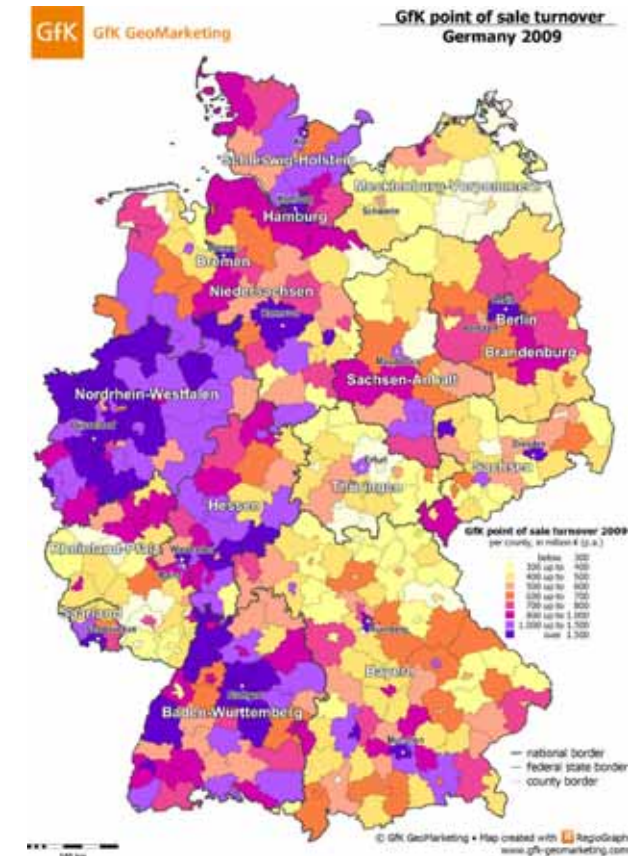 GfK
GfK GeoMarketing
GfK point of sale turnover
Germany 2009
Schleswig-Holstein
Mecklenburg-Vorpommern
Schwerin
Hamburg
Bremen
Niedersachsen
Berlin
Brandenburg
Sachsen-Anhalt
Nordrhein-Westfalen
Erfurt
Dresden
Sachsen
Thüringen
Hessen
Rheinland-Pfalz
Saarland
Bayern
Baden-Württemberg
GfK point of sale turnover 2009
per county, in million € (p.a.)
below 300
300 up to 400
400 up to 500
500 up to 600
600 up to 700
700 up to 800
800 up to 1.000
1.000 up to 1.500
over 1.500
national border
federal state border
county border
© GfK GeoMarketing • Map created with RegioGraph
www.gfk-geomarketing.com